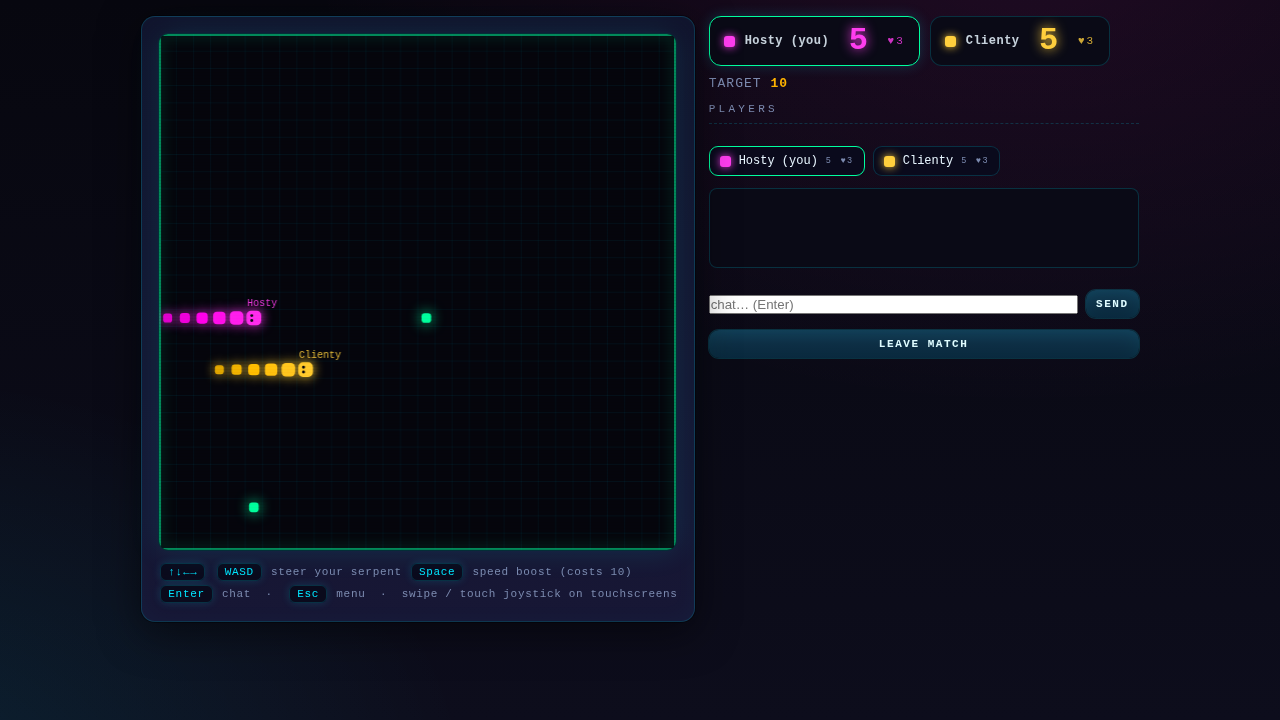 Hosty (you) 5 ♥3
Clienty 5 ♥3
TARGET 10
PLAYERS
Hosty (you) 5 ♥3
Clienty 5 ♥3
Hosty
Clienty
chat… (Enter)
SEND
LEAVE MATCH
↑↓←→ WASD steer your serpent Space speed boost (costs 10)
Enter chat · Esc menu · swipe / touch joystick on touchscreens